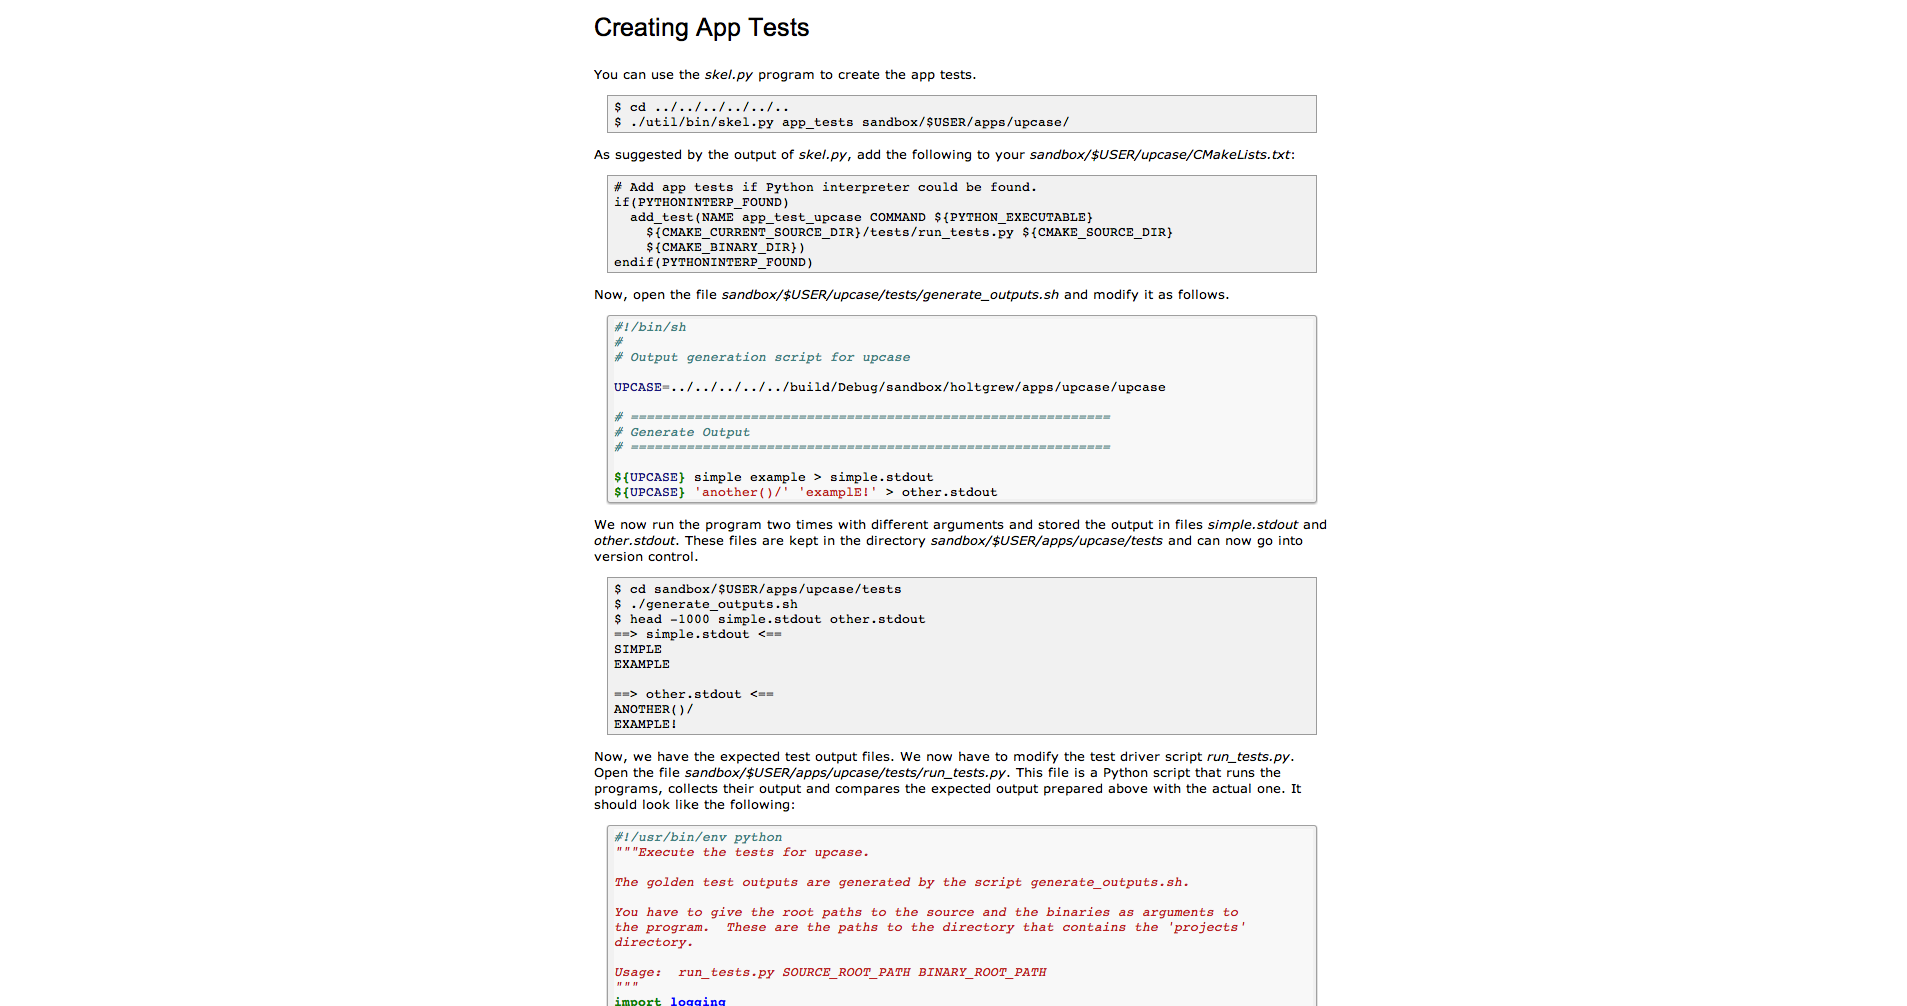 Creating App Tests
You can use the skel.py program to create the app tests.
$ cd ../../../../../..
$ ./util/bin/skel.py app_tests sandbox/$USER/apps/upcase/
As suggested by the output of skel.py, add the following to your sandbox/$USER/upcase/CMakeLists.txt:
# Add app tests if Python interpreter could be found.
if(PYTHONINTERP_FOUND)
  add_test(NAME app_test_upcase COMMAND ${PYTHON_EXECUTABLE}
    ${CMAKE_CURRENT_SOURCE_DIR}/tests/run_tests.py ${CMAKE_SOURCE_DIR}
    ${CMAKE_BINARY_DIR})
endif(PYTHONINTERP_FOUND)
Now, open the file sandbox/$USER/upcase/tests/generate_outputs.sh and modify it as follows.
#!/bin/sh
#
# Output generation script for upcase
UPCASE=../../../../../build/Debug/sandbox/holtgrew/apps/upcase/upcase
# ============================================================
# Generate Output
# ============================================================
${UPCASE} simple example > simple.stdout
${UPCASE} 'another()/' 'examplE!' > other.stdout
We now run the program two times with different arguments and stored the output in files simple.stdout and
other.stdout. These files are kept in the directory sandbox/$USER/apps/upcase/tests and can now go into
version control.
$ cd sandbox/$USER/apps/upcase/tests
$ ./generate_outputs.sh
$ head -1000 simple.stdout other.stdout
==> simple.stdout <==
SIMPLE
EXAMPLE
==> other.stdout <==
ANOTHER()/
EXAMPLE!
Now, we have the expected test output files. We now have to modify the test driver script run_tests.py.
Open the file sandbox/$USER/apps/upcase/tests/run_tests.py. This file is a Python script that runs the
programs, collects their output and compares the expected output prepared above with the actual one. It
should look like the following:
#!/usr/bin/env python
"""Execute the tests for upcase.
The golden test outputs are generated by the script generate_outputs.sh.
You have to give the root paths to the source and the binaries as arguments to
the program.  These are the paths to the directory that contains the 'projects'
directory.
Usage:  run_tests.py SOURCE_ROOT_PATH BINARY_ROOT_PATH
"""
import logging